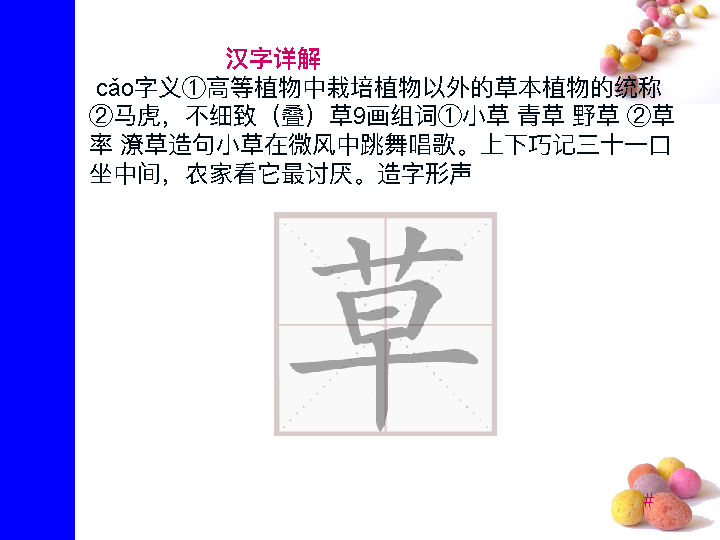 汉字详解
cǎo字义①高等植物中栽培植物以外的草本植物的统称
②马虎，不细致（叠）草9画组词①小草 青草 野草 ②草
率 潦草造句小草在微风中跳舞唱歌。上下巧记三十一口
坐中间，农家看它最讨厌。造字形声
草
#